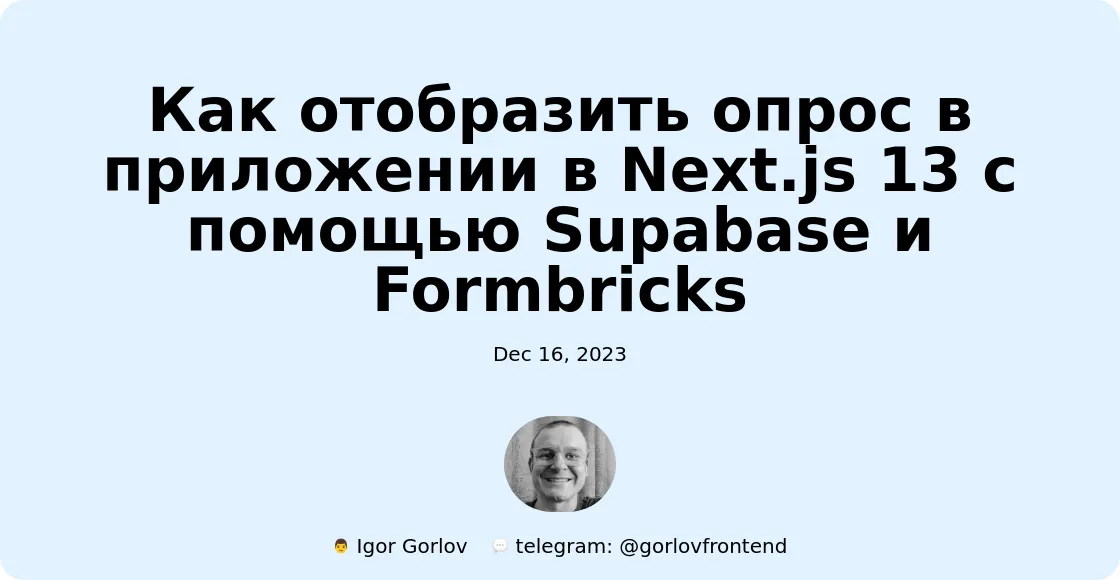 Как отобразить опрос в
приложении в Next.js 13 с
помощью Supabase и
Formbricks
Dec 16, 2023
👨 Igor Gorlov 💬 telegram: @gorlovfrontend